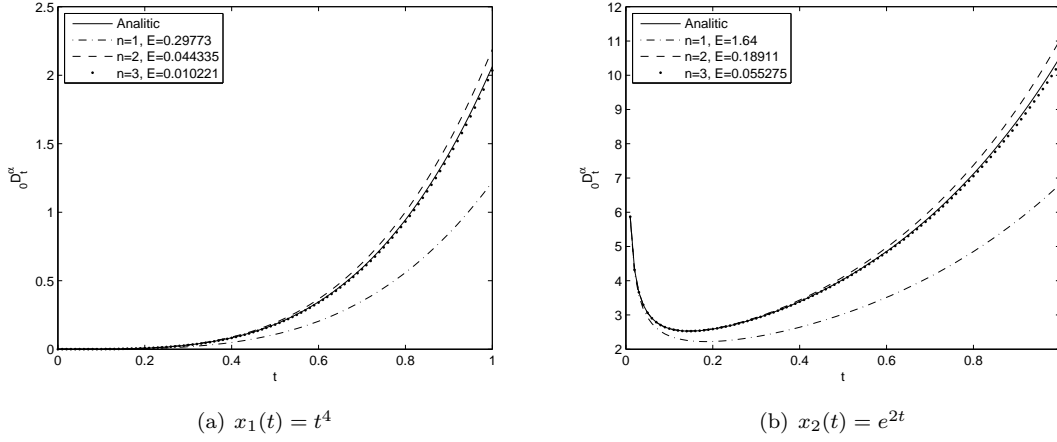 2.5
2
1.5
1
0.5
0
0 0.2 0.4 0.6 0.8 1
t
₀Dₜ^α
Analitic
n=1, E=0.29773
n=2, E=0.044335
n=3, E=0.010221
(a) x₁(t) = t⁴
12
11
10
9
8
7
6
5
4
3
2
0 0.2 0.4 0.6 0.8
t
₀Dₜ^α
Analitic
n=1, E=1.64
n=2, E=0.18911
n=3, E=0.055275
(b) x₂(t) = e²ᵗ